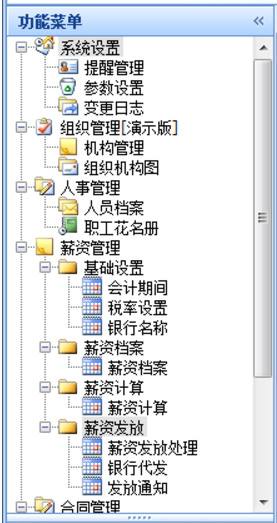 功能菜单
系统设置
提醒管理
参数设置
变更日志
组织管理[演示版]
机构管理
组织机构图
人事管理
人员档案
职工花名册
薪资管理
基础设置
会计期间
税率设置
银行名称
薪资档案
薪资档案
薪资计算
薪资计算
薪资发放
薪资发放处理
银行代发
发放通知
合同管理